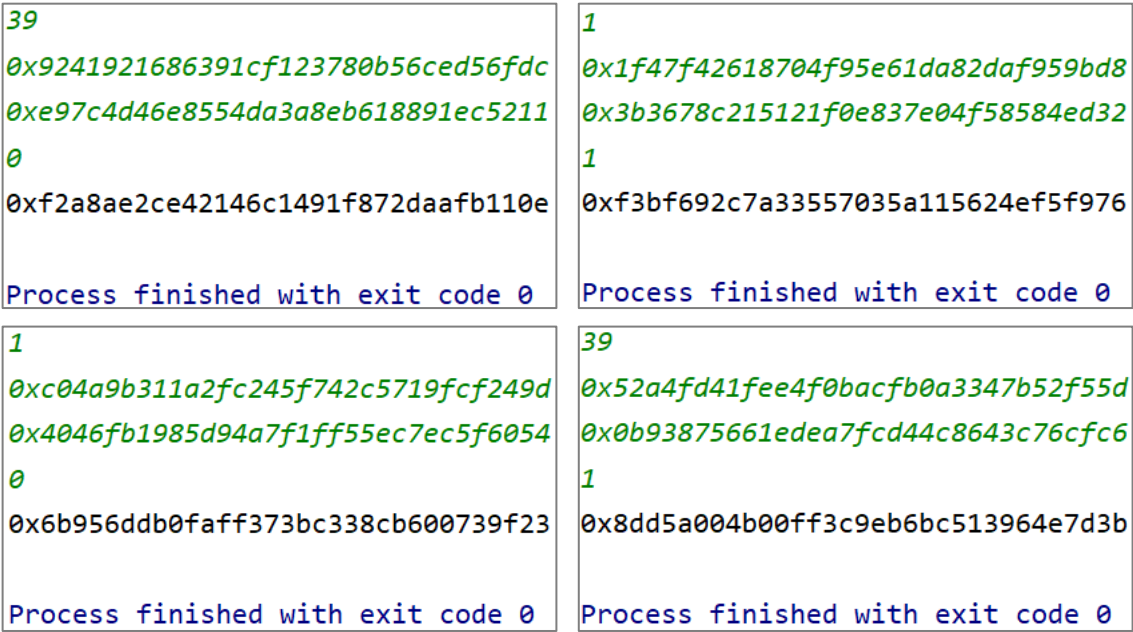 39
0x9241921686391cf123780b56ced56fdc
0xe97c4d46e8554da3a8eb618891ec5211
0
0xf2a8ae2ce42146c1491f872daafb110e
Process finished with exit code 0
1
0x1f47f42618704f95e61da82daf959bd8
0x3b3678c215121f0e837e04f58584ed32
1
0xf3bf692c7a33557035a115624ef5f976
Process finished with exit code 0
1
0xc04a9b311a2fc245f742c5719fcf249d
0x4046fb1985d94a7f1ff55ec7ec5f6054
0
0x6b956ddb0faff373bc338cb600739f23
Process finished with exit code 0
39
0x52a4fd41fee4f0bacfb0a3347b52f55d
0x0b93875661edea7fcd44c8643c76cfc6
1
0x8dd5a004b00ff3c9eb6bc513964e7d3b
Process finished with exit code 0